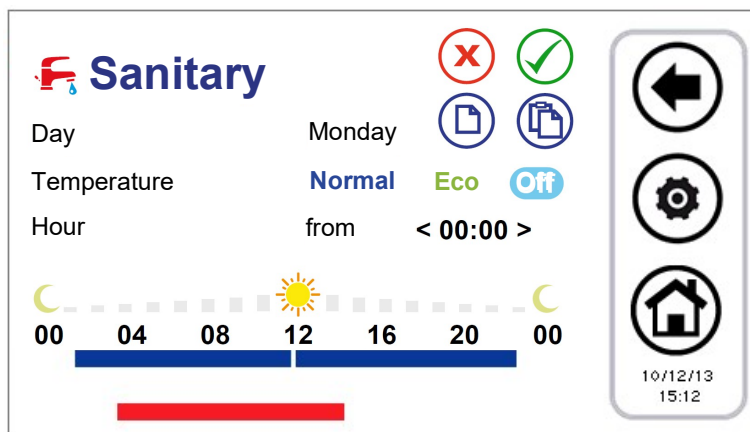 Sanitary
Day Monday
Temperature Normal Eco Off
Hour from < 00:00 >
00 04 08 12 16 20 00
10/12/13
15:12